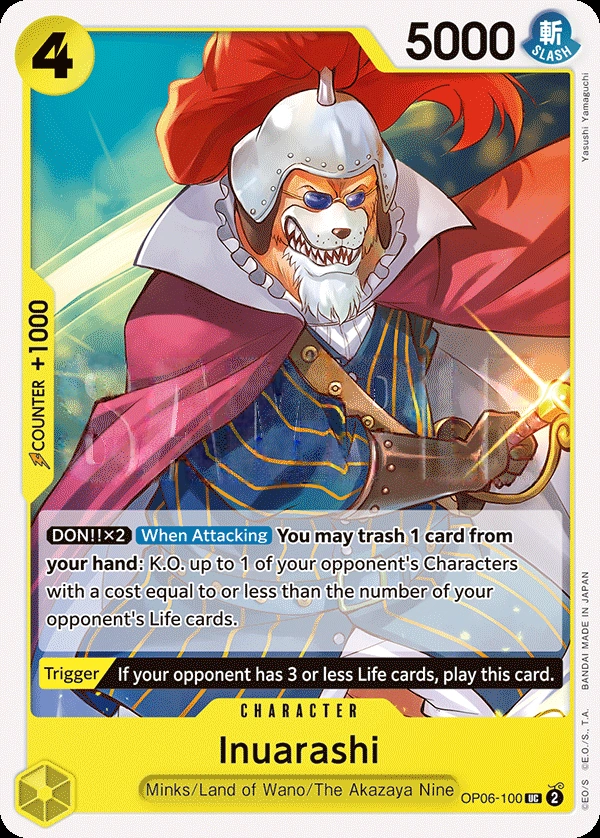 4
5000
斬
SLASH
Yasushi Yamaguchi
COUNTER +1000
DON!!×2 When Attacking You may trash 1 card from
your hand: K.O. up to 1 of your opponent's Characters
with a cost equal to or less than the number of your
opponent's Life cards.
Trigger If your opponent has 3 or less Life cards, play this card.
CHARACTER
Inuarashi
Minks/Land of Wano/The Akazaya Nine
OP06-100 UC 2
©E.O/S ©E.O./S., T.A. BANDAI MADE IN JAPAN